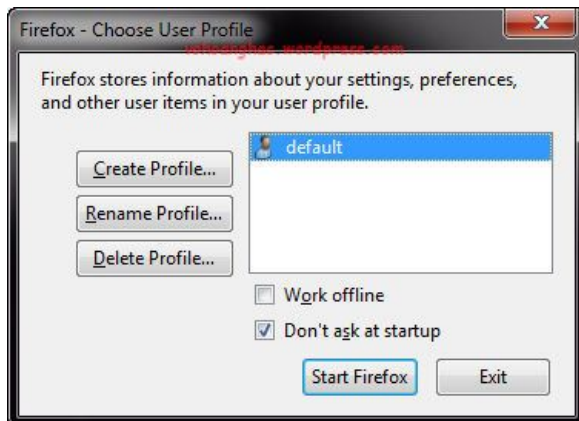 Firefox - Choose User Profile
Firefox stores information about your settings, preferences,
and other user items in your user profile.
default
Create Profile...
Rename Profile...
Delete Profile...
Work offline
Don't ask at startup
Start Firefox
Exit